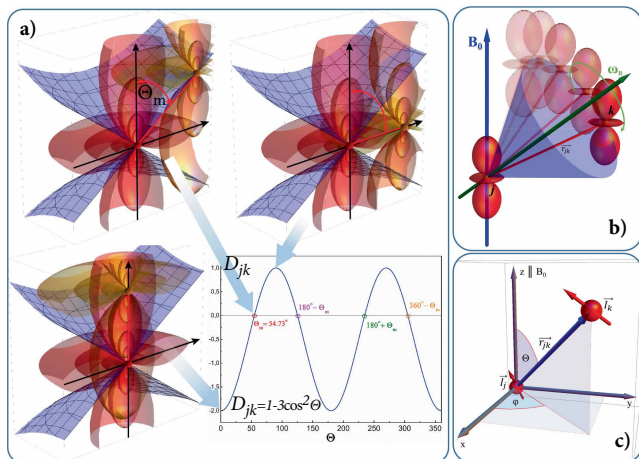 a)
Θm
Djk
1,0
0,5
0,0
-0,5
-1,0
-1,5
-2,0
Θm = 54.73°
180° − Θm
180° + Θm
360° − Θm
Djk=1-3cos²Θ
0
50
100
150
200
250
300
350
Θ
B0
ωR
k
rjk
j
b)
z ∥ B0
Ik
rjk
Θ
Ij
y
φ
x
c)